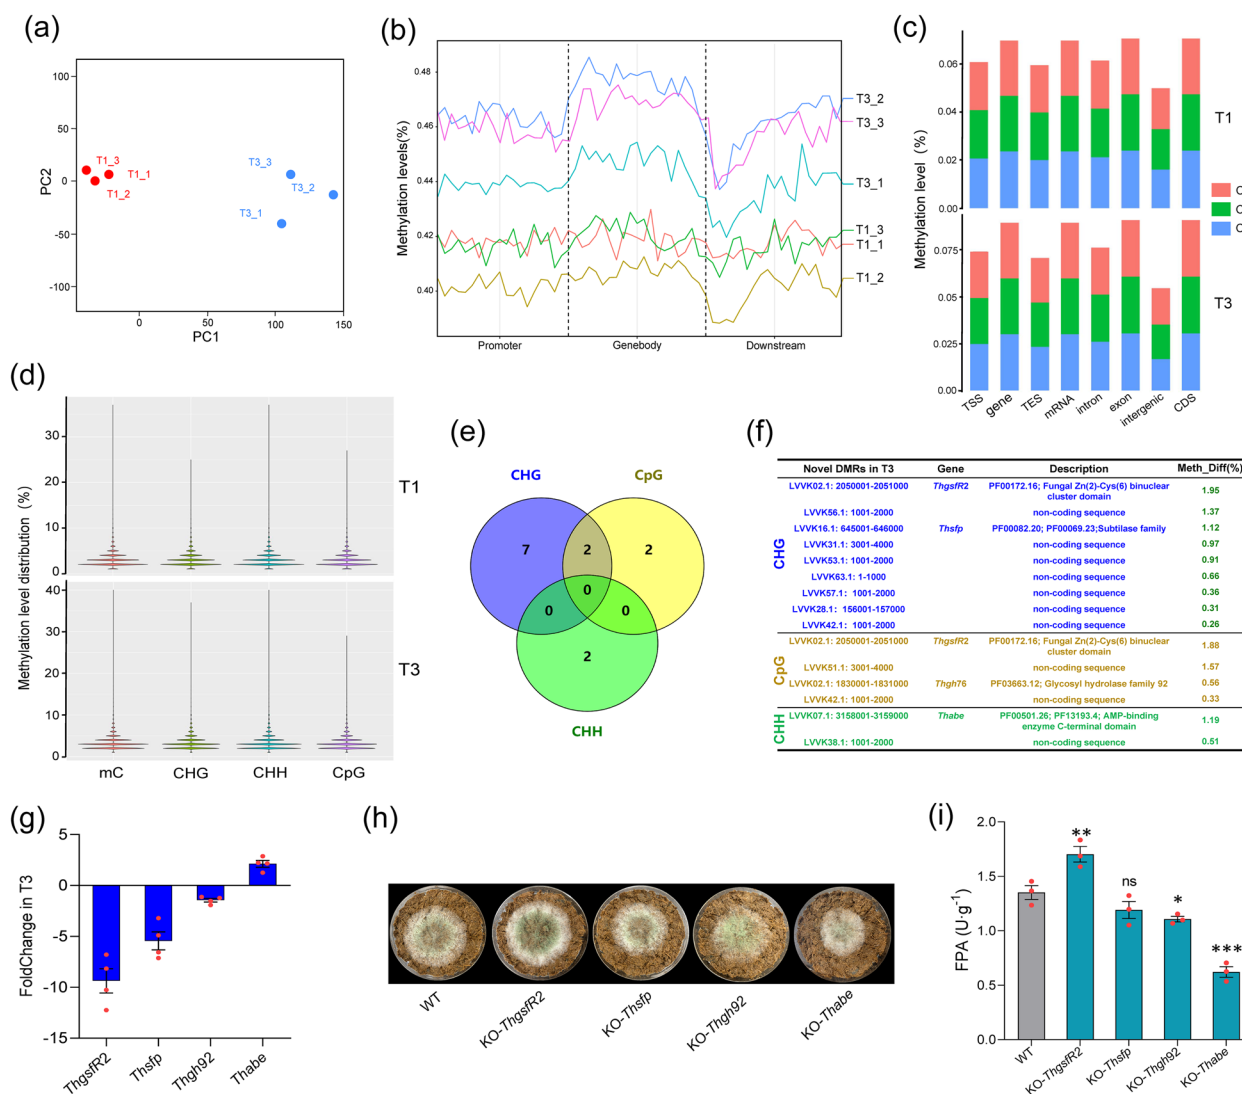 (a)
100
50
0
-50
-100
PC2
T1_3
T1_1
T1_2
T3_3
T3_2
T3_1
0
50
100
150
PC1
(b)
Methylation levels(%)
0.48
0.46
0.44
0.42
0.40
T3_2
T3_3
T3_1
T1_3
T1_1
T1_2
Promoter
Genebody
Downstream
(c)
Methylation level (%)
0.06
0.04
0.02
0.00
T1
C
C
C
0.075
0.05
0.025
0.00
T3
TSS
gene
TES
mRNA
intron
exon
intergenic
CDS
(d)
Methylation level distribution (%)
30
20
10
0
T1
40
30
20
10
0
T3
mC
CHG
CHH
CpG
(e)
CHG
CpG
7
2
2
0
0
0
2
CHH
(f)
Novel DMRs in T3 Gene Description Meth_Diff(%)
CHG
LVVK02.1: 2050001-2051000 ThgsfR2 PF00172.16; Fungal Zn(2)-Cys(6) binuclear 1.95
cluster domain
LVVK56.1: 1001-2000 non-coding sequence 1.37
LVVK16.1: 645001-646000 Thsfp PF00082.20; PF00069.23;Subtilase family 1.12
LVVK31.1: 3001-4000 non-coding sequence 0.97
LVVK53.1: 1001-2000 non-coding sequence 0.91
LVVK63.1: 1-1000 non-coding sequence 0.66
LVVK57.1: 1001-2000 non-coding sequence 0.36
LVVK28.1: 156001-157000 non-coding sequence 0.31
LVVK42.1: 1001-2000 non-coding sequence 0.26
CpG
LVVK02.1: 2050001-2051000 ThgsfR2 PF00172.16; Fungal Zn(2)-Cys(6) binuclear 1.88
cluster domain
LVVK51.1: 3001-4000 non-coding sequence 1.57
LVVK02.1: 1830001-1831000 Thgh76 PF03663.12; Glycosyl hydrolase family 92 0.56
LVVK42.1: 1001-2000 non-coding sequence 0.33
CHH
LVVK07.1: 3158001-3159000 Thabe PF00501.26; PF13193.4; AMP-binding 1.19
enzyme C-terminal domain
LVVK38.1: 1001-2000 non-coding sequence 0.51
(g)
FoldChange in T3
5
0
-5
-10
-15
ThgsfR2
Thsfp
Thgh92
Thabe
(h)
WT
KO-ThgsfR2
KO-Thsfp
KO-Thgh92
KO-Thabe
(i)
FPA (U·g⁻¹)
2.0
1.5
1.0
0.5
0.0
**
ns
*
***
WT
KO-ThgsfR2
KO-Thsfp
KO-Thgh92
KO-Thabe